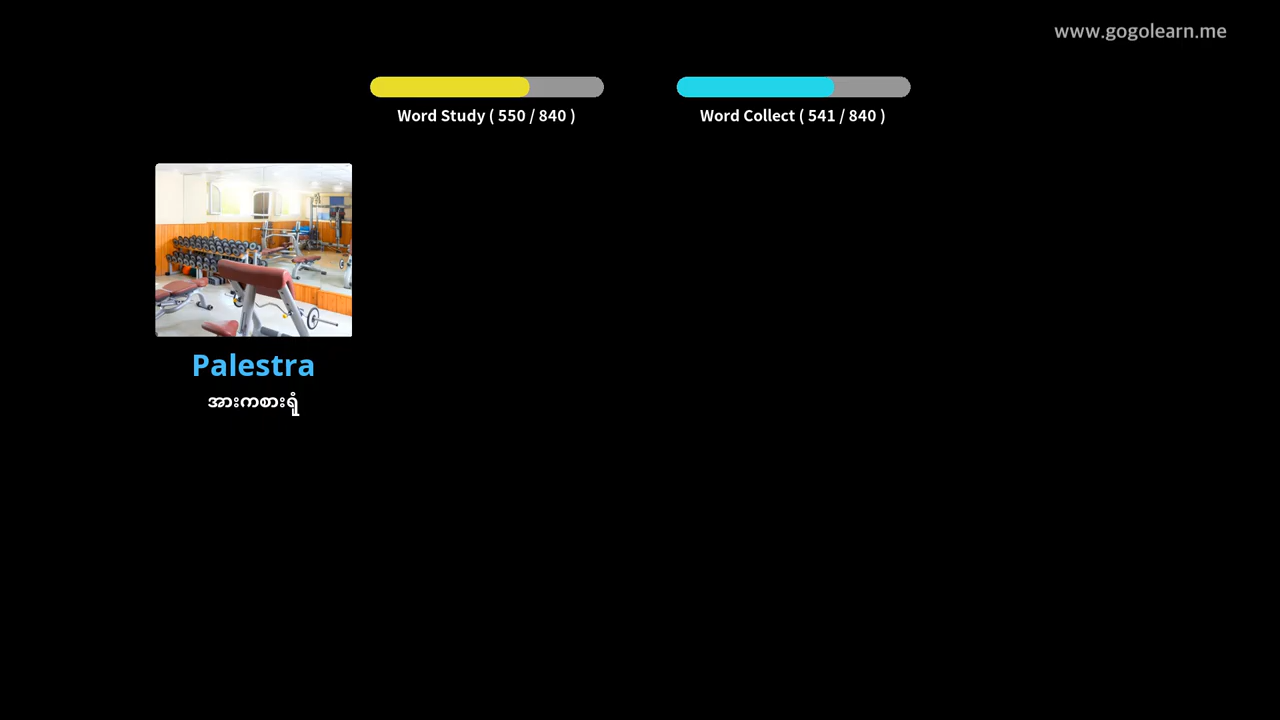 www.gogolearn.me
Word Study ( 550 / 840 )
Word Collect ( 541 / 840 )
Palestra
အားကစားရုံ